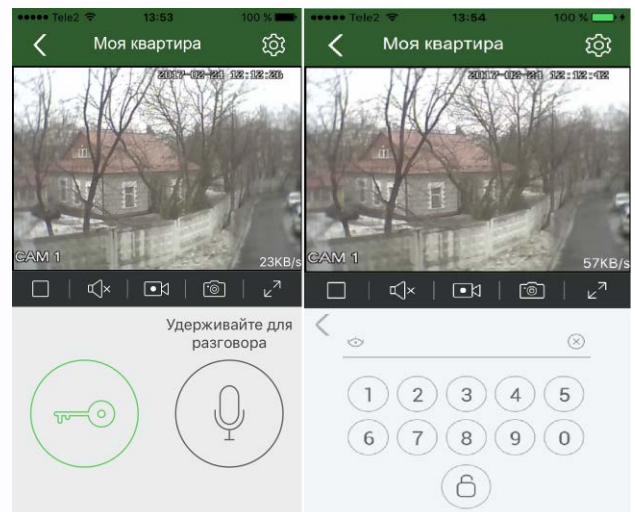 Tele2 13:53 100 %
Моя квартира
2017-02-21 12:12:26
CAM 1
23KB/s
Удерживайте для
разговора
Tele2 13:54 100 %
Моя квартира
2017-02-21 12:12:42
CAM 1
57KB/s
1 2 3 4 5
6 7 8 9 0